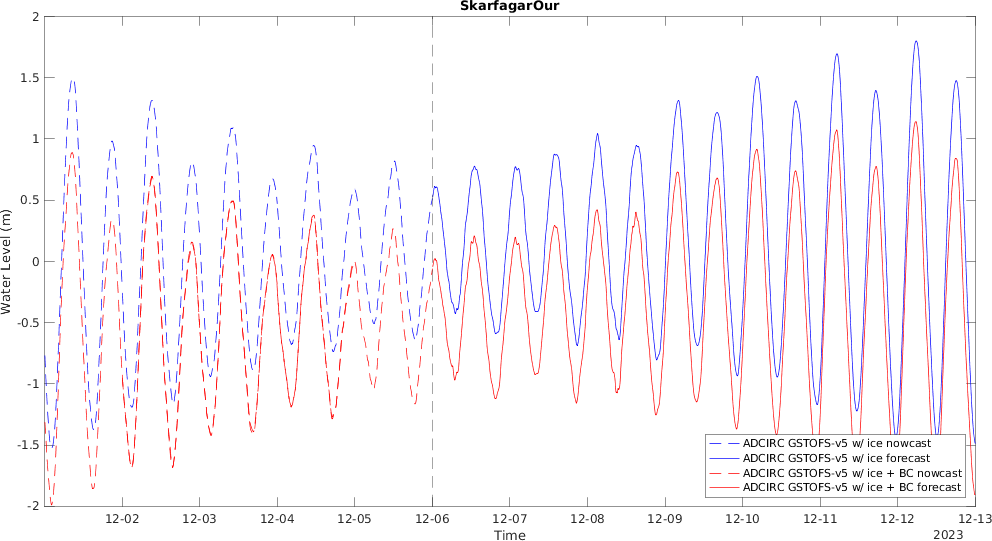 SkarfagarOur
Water Level (m)
2
1.5
1
0.5
0
-0.5
-1
-1.5
-2
ADCIRC GSTOFS-v5 w/ ice nowcast
ADCIRC GSTOFS-v5 w/ ice forecast
ADCIRC GSTOFS-v5 w/ ice + BC nowcast
ADCIRC GSTOFS-v5 w/ ice + BC forecast
12-02 12-03 12-04 12-05 12-06 12-07 12-08 12-09 12-10 12-11 12-12 12-13
Time
2023